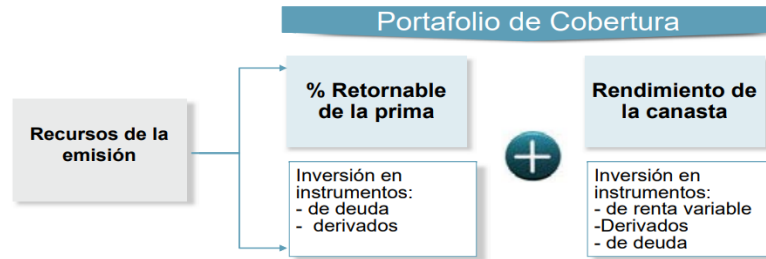 Portafolio de Cobertura
% Retornable
de la prima
Rendimiento de
la canasta
Recursos de la
emisión
Inversión en
instrumentos:
- de deuda
- derivados
Inversión en
instrumentos:
- de renta variable
-Derivados
- de deuda